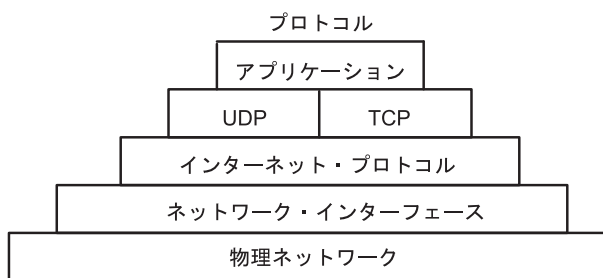 プロトコル
アプリケーション
UDP TCP
インターネット・プロトコル
ネットワーク・インターフェース
物理ネットワーク